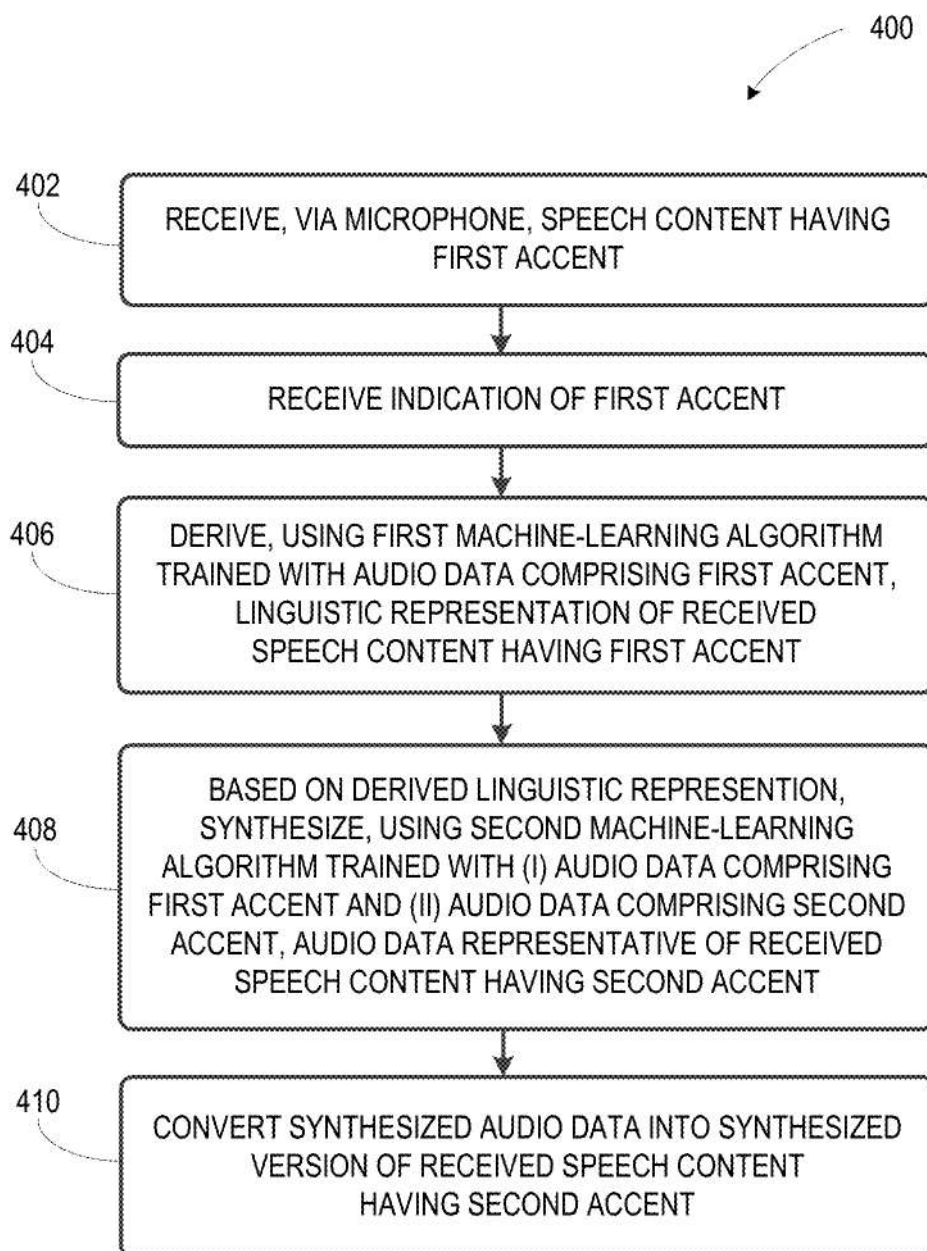 400
402
RECEIVE, VIA MICROPHONE, SPEECH CONTENT HAVING
FIRST ACCENT
404
RECEIVE INDICATION OF FIRST ACCENT
406
DERIVE, USING FIRST MACHINE-LEARNING ALGORITHM
TRAINED WITH AUDIO DATA COMPRISING FIRST ACCENT,
LINGUISTIC REPRESENTATION OF RECEIVED
SPEECH CONTENT HAVING FIRST ACCENT
408
BASED ON DERIVED LINGUISTIC REPRESENTION,
SYNTHESIZE, USING SECOND MACHINE-LEARNING
ALGORITHM TRAINED WITH (I) AUDIO DATA COMPRISING
FIRST ACCENT AND (II) AUDIO DATA COMPRISING SECOND
ACCENT, AUDIO DATA REPRESENTATIVE OF RECEIVED
SPEECH CONTENT HAVING SECOND ACCENT
410
CONVERT SYNTHESIZED AUDIO DATA INTO SYNTHESIZED
VERSION OF RECEIVED SPEECH CONTENT
HAVING SECOND ACCENT